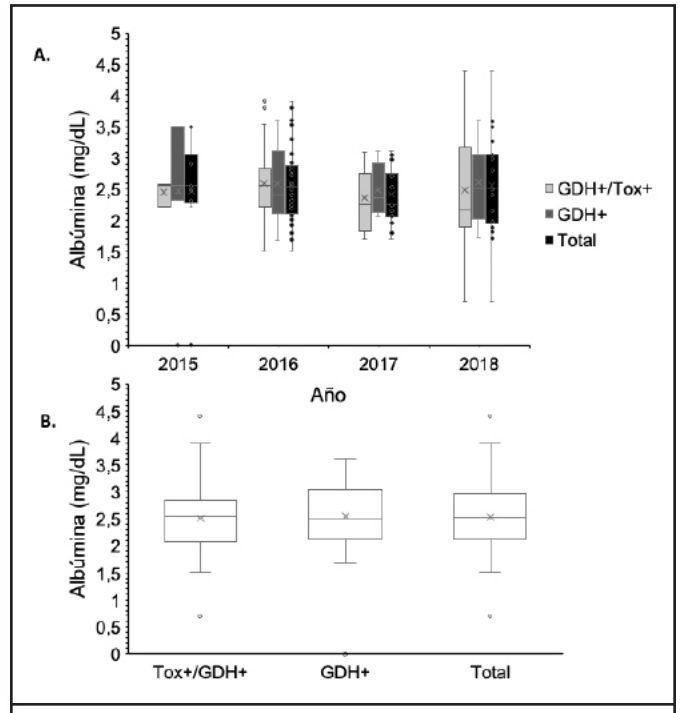 A.
Albúmina (mg/dL)
5
4,5
4
3,5
3
2,5
2
1,5
1
0,5
0
2015 2016 2017 2018
Año
GDH+/Tox+
GDH+
Total
B.
Albúmina (mg/dL)
5
4,5
4
3,5
3
2,5
2
1,5
1
0,5
0
Tox+/GDH+ GDH+ Total